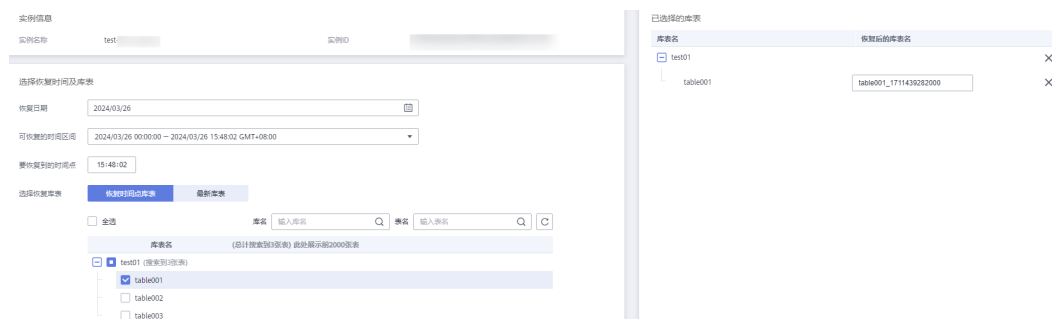 实例信息
实例名称 test- 实例ID
选择恢复时间及库表
恢复日期 2024/03/26
可恢复的时间区间 2024/03/26 00:00:00 – 2024/03/26 15:48:02 GMT+08:00
要恢复到的时间点 15:48:02
选择恢复库表 恢复时间点库表 最新库表
全选 库名 输入库名 表名 输入表名
库表名 (总计搜索到3张表) 此处展示前2000张表
test01 (搜索到3张表)
table001
table002
table003
已选择的库表
库表名 恢复后的库表名
test01
table001 table001_1711439282000